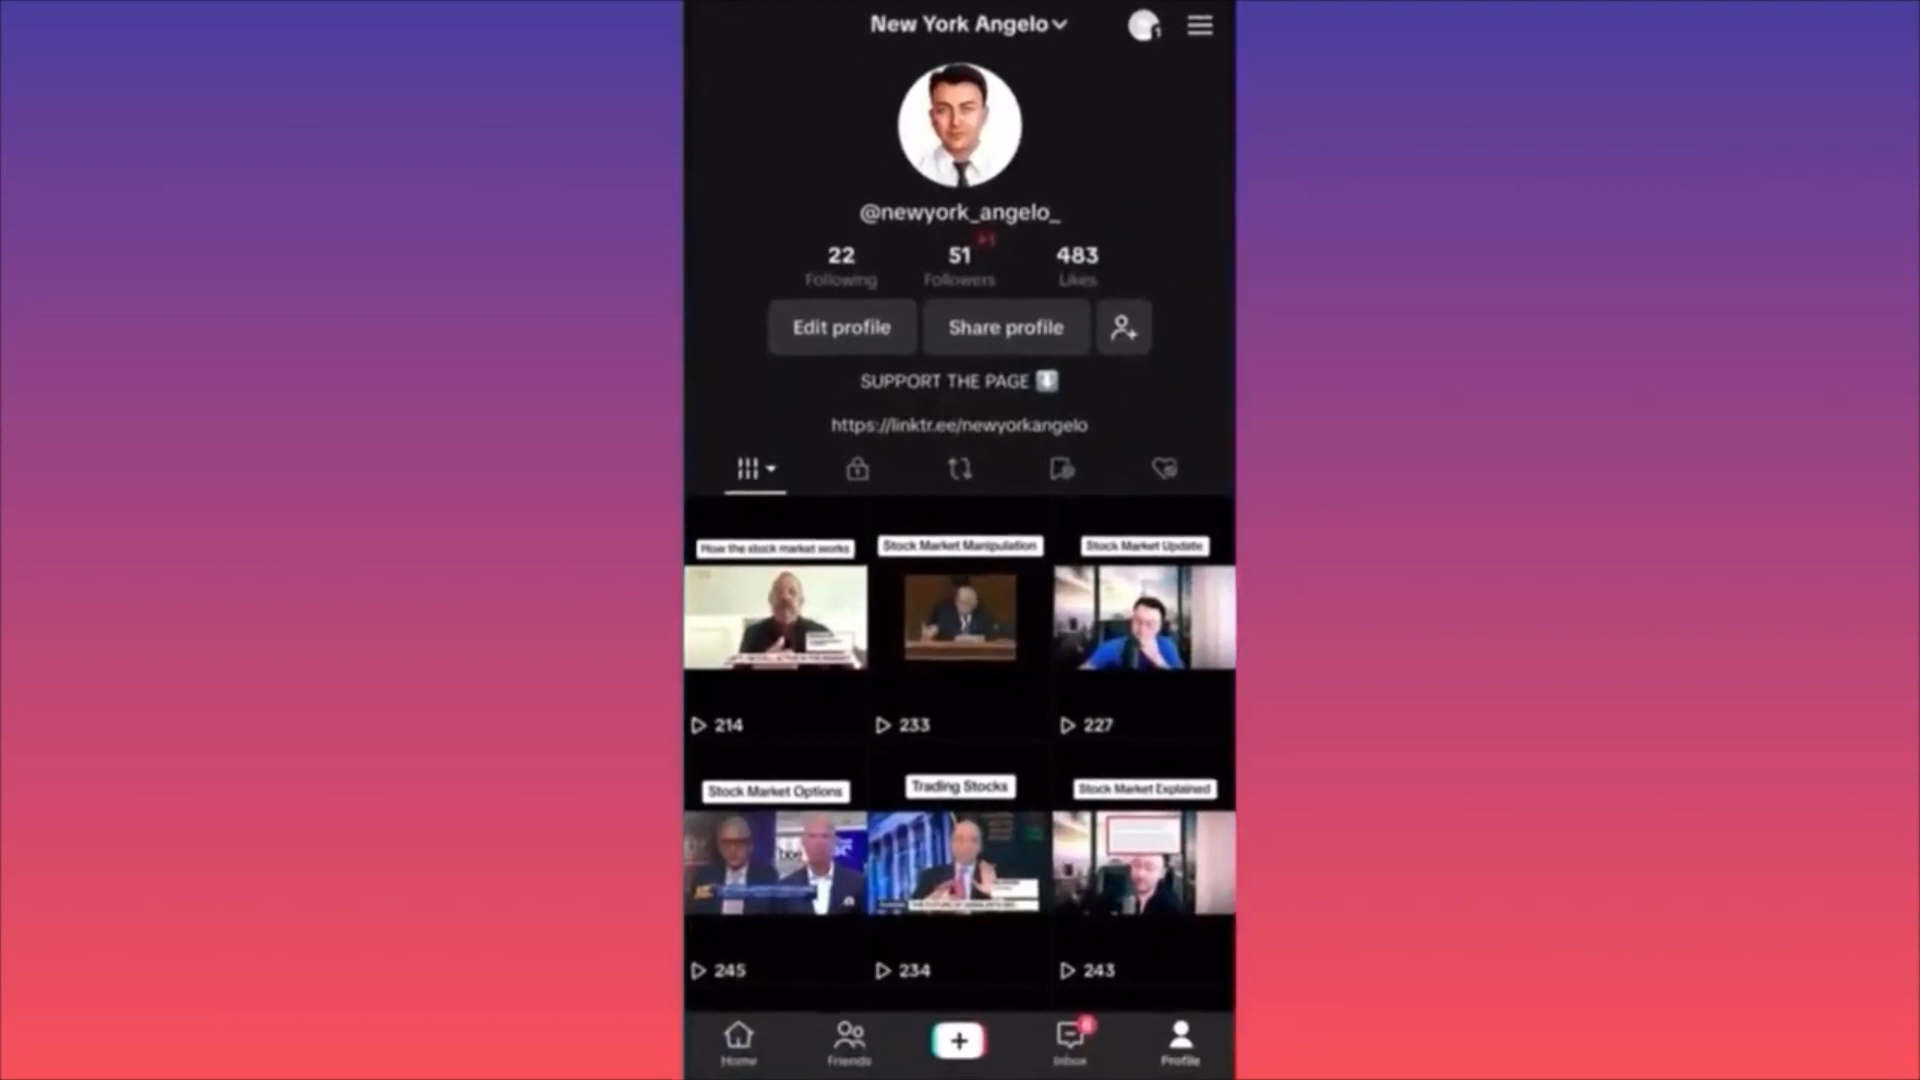 New York Angelo
1
@newyork_angelo_
22 51 483
Following Followers Likes
Edit profile Share profile
SUPPORT THE PAGE ⬇️
https://linktr.ee/newyorkangelo
How the stock market works Stock Market Manipulation Stock Market Update
214 233 227
Stock Market Options Trading Stocks Stock Market Explained
245 234 243
Home Friends Inbox Profile